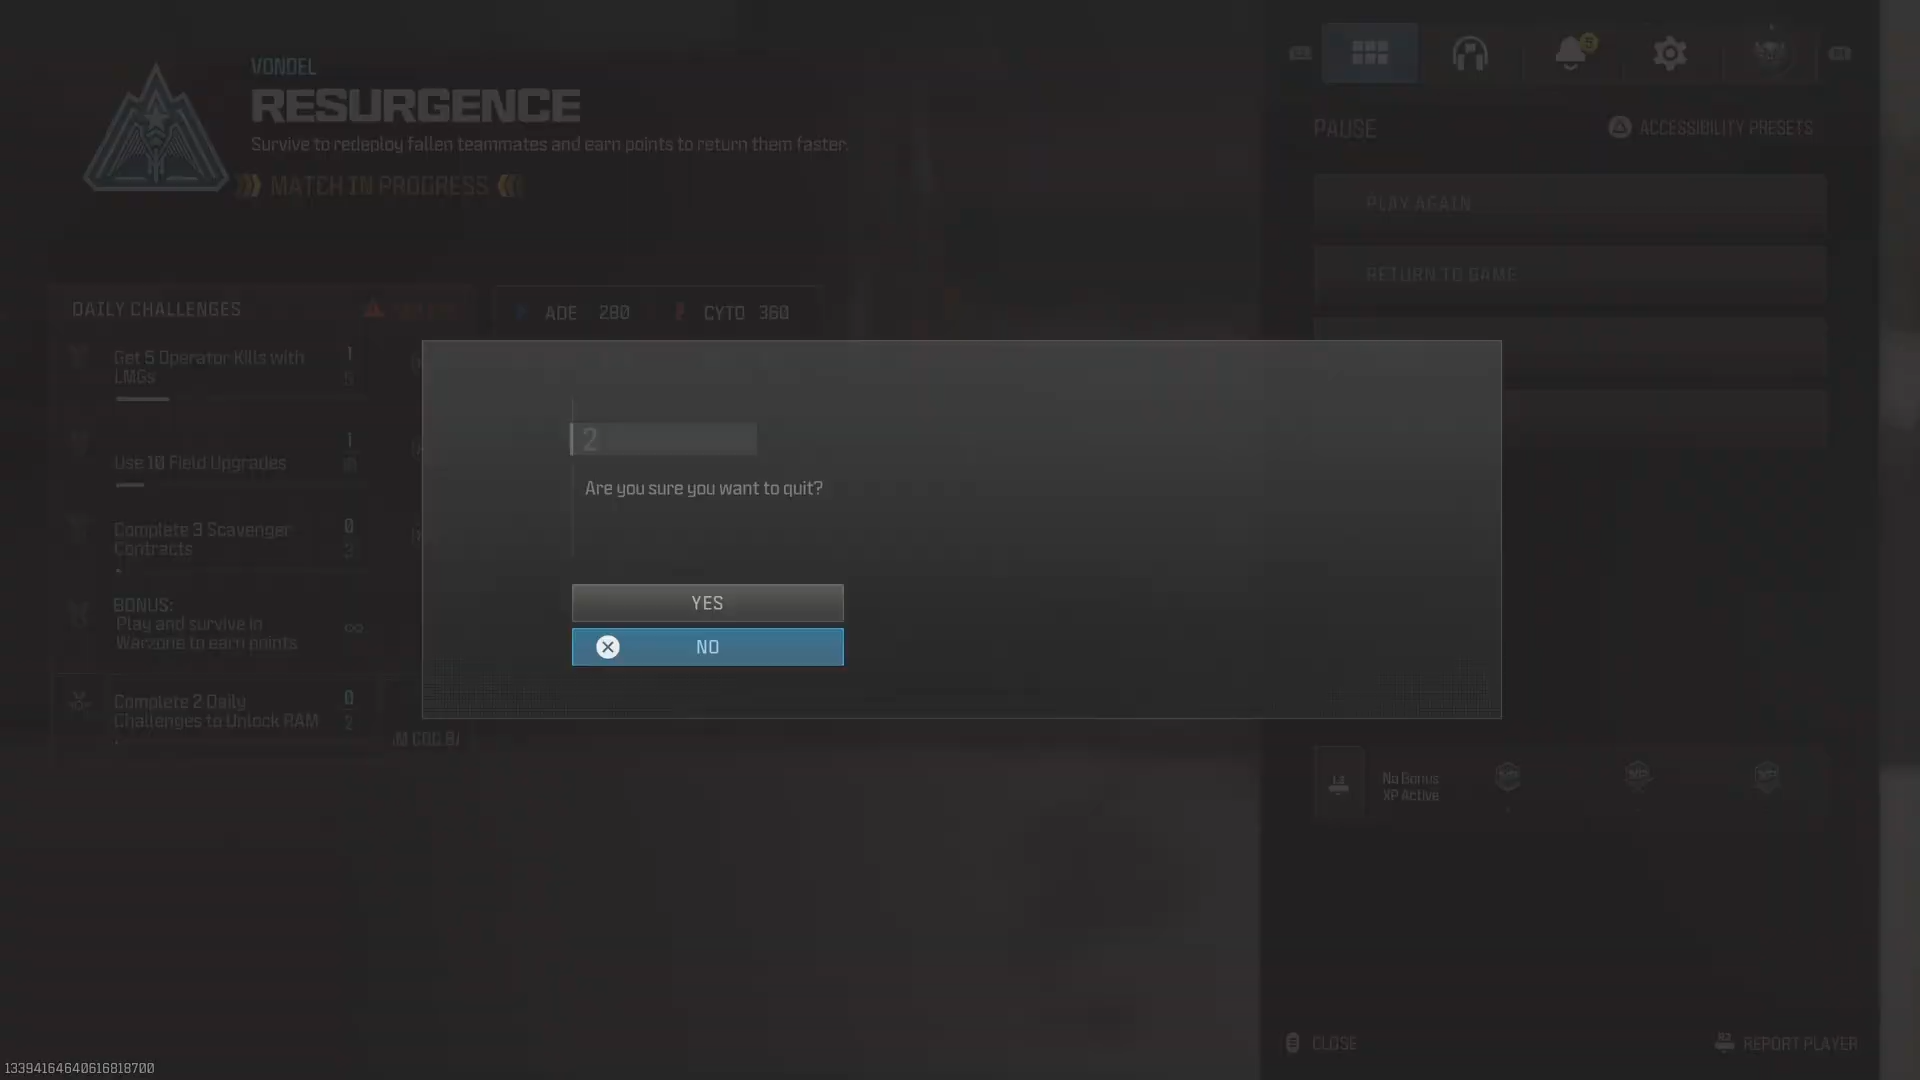 VONDEL
RESURGENCE
Survive to redeploy fallen teammates and earn points to return them faster.
MATCH IN PROGRESS
5
PAUSE
ACCESSIBILITY PRESETS
PLAY AGAIN
RETURN TO GAME
DAILY CHALLENGES
ADE 280
CYTO 360
Get 5 Operator Kills with
LMGs
1
5
Use 10 Field Upgrades
1
10
Complete 3 Scavenger
Contracts
0
3
BONUS:
Play and survive in
Warzone to earn points
∞
Complete 2 Daily
Challenges to Unlock RAM
0
2
2
Are you sure you want to quit?
YES
NO
No Bonus
XP Active
CLOSE
R3
REPORT PLAYER
13394164640616818700